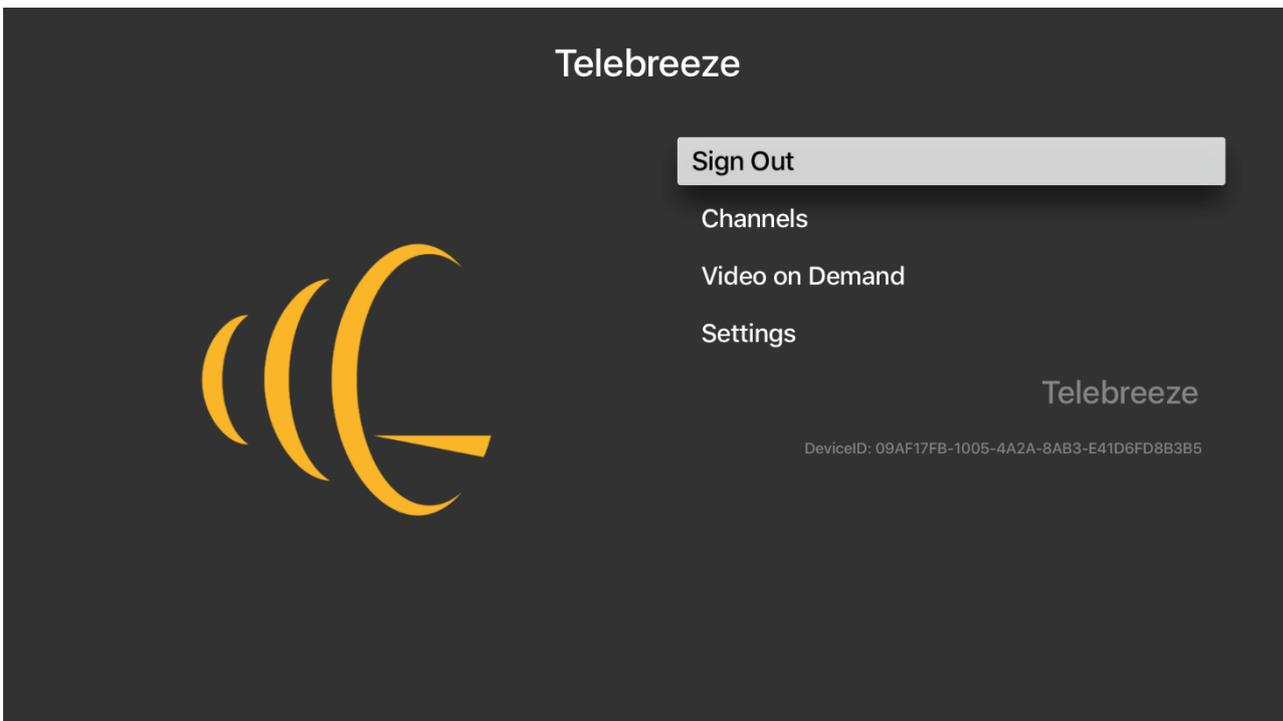 Telebreeze
Sign Out
Channels
Video on Demand
Settings
Telebreeze
DeviceID: 09AF17FB-1005-4A2A-8AB3-E41D6FD8B3B5